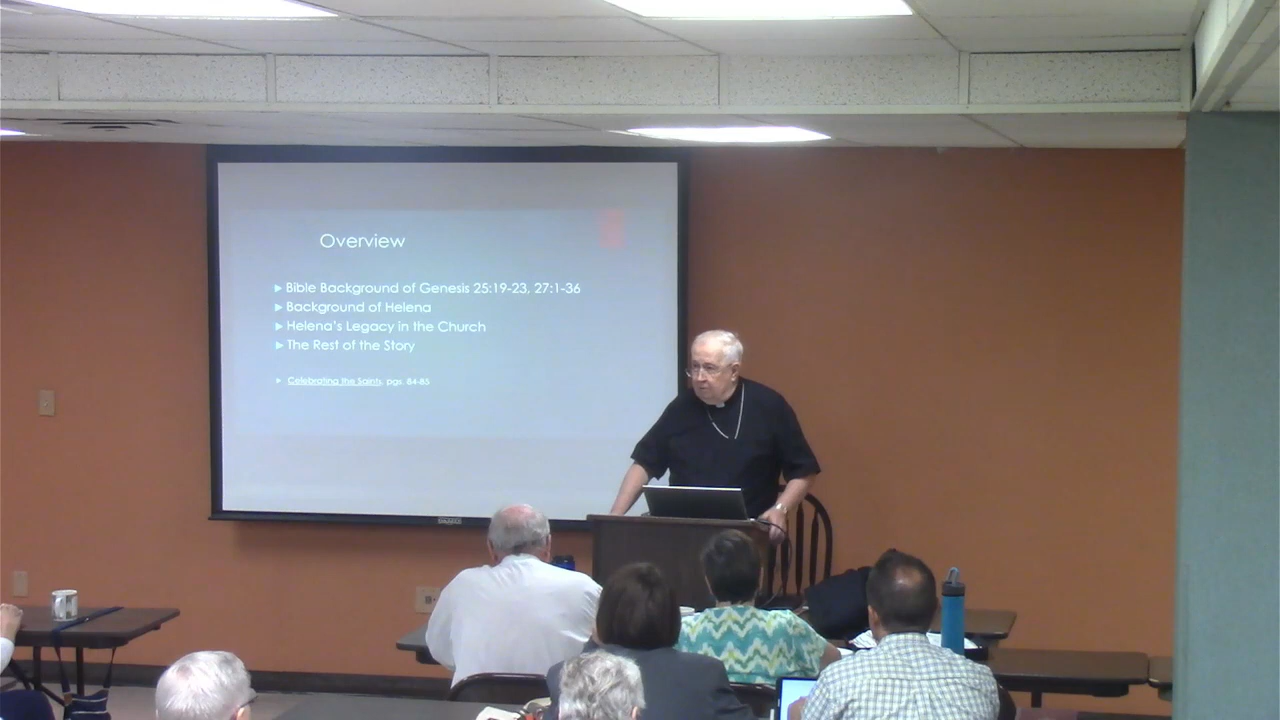 Overview
Bible Background of Genesis 25:19-23, 27:1-36
Background of Helena
Helena's Legacy in the Church
The Rest of the Story
Celebrating the Saints, pgs. 84-85